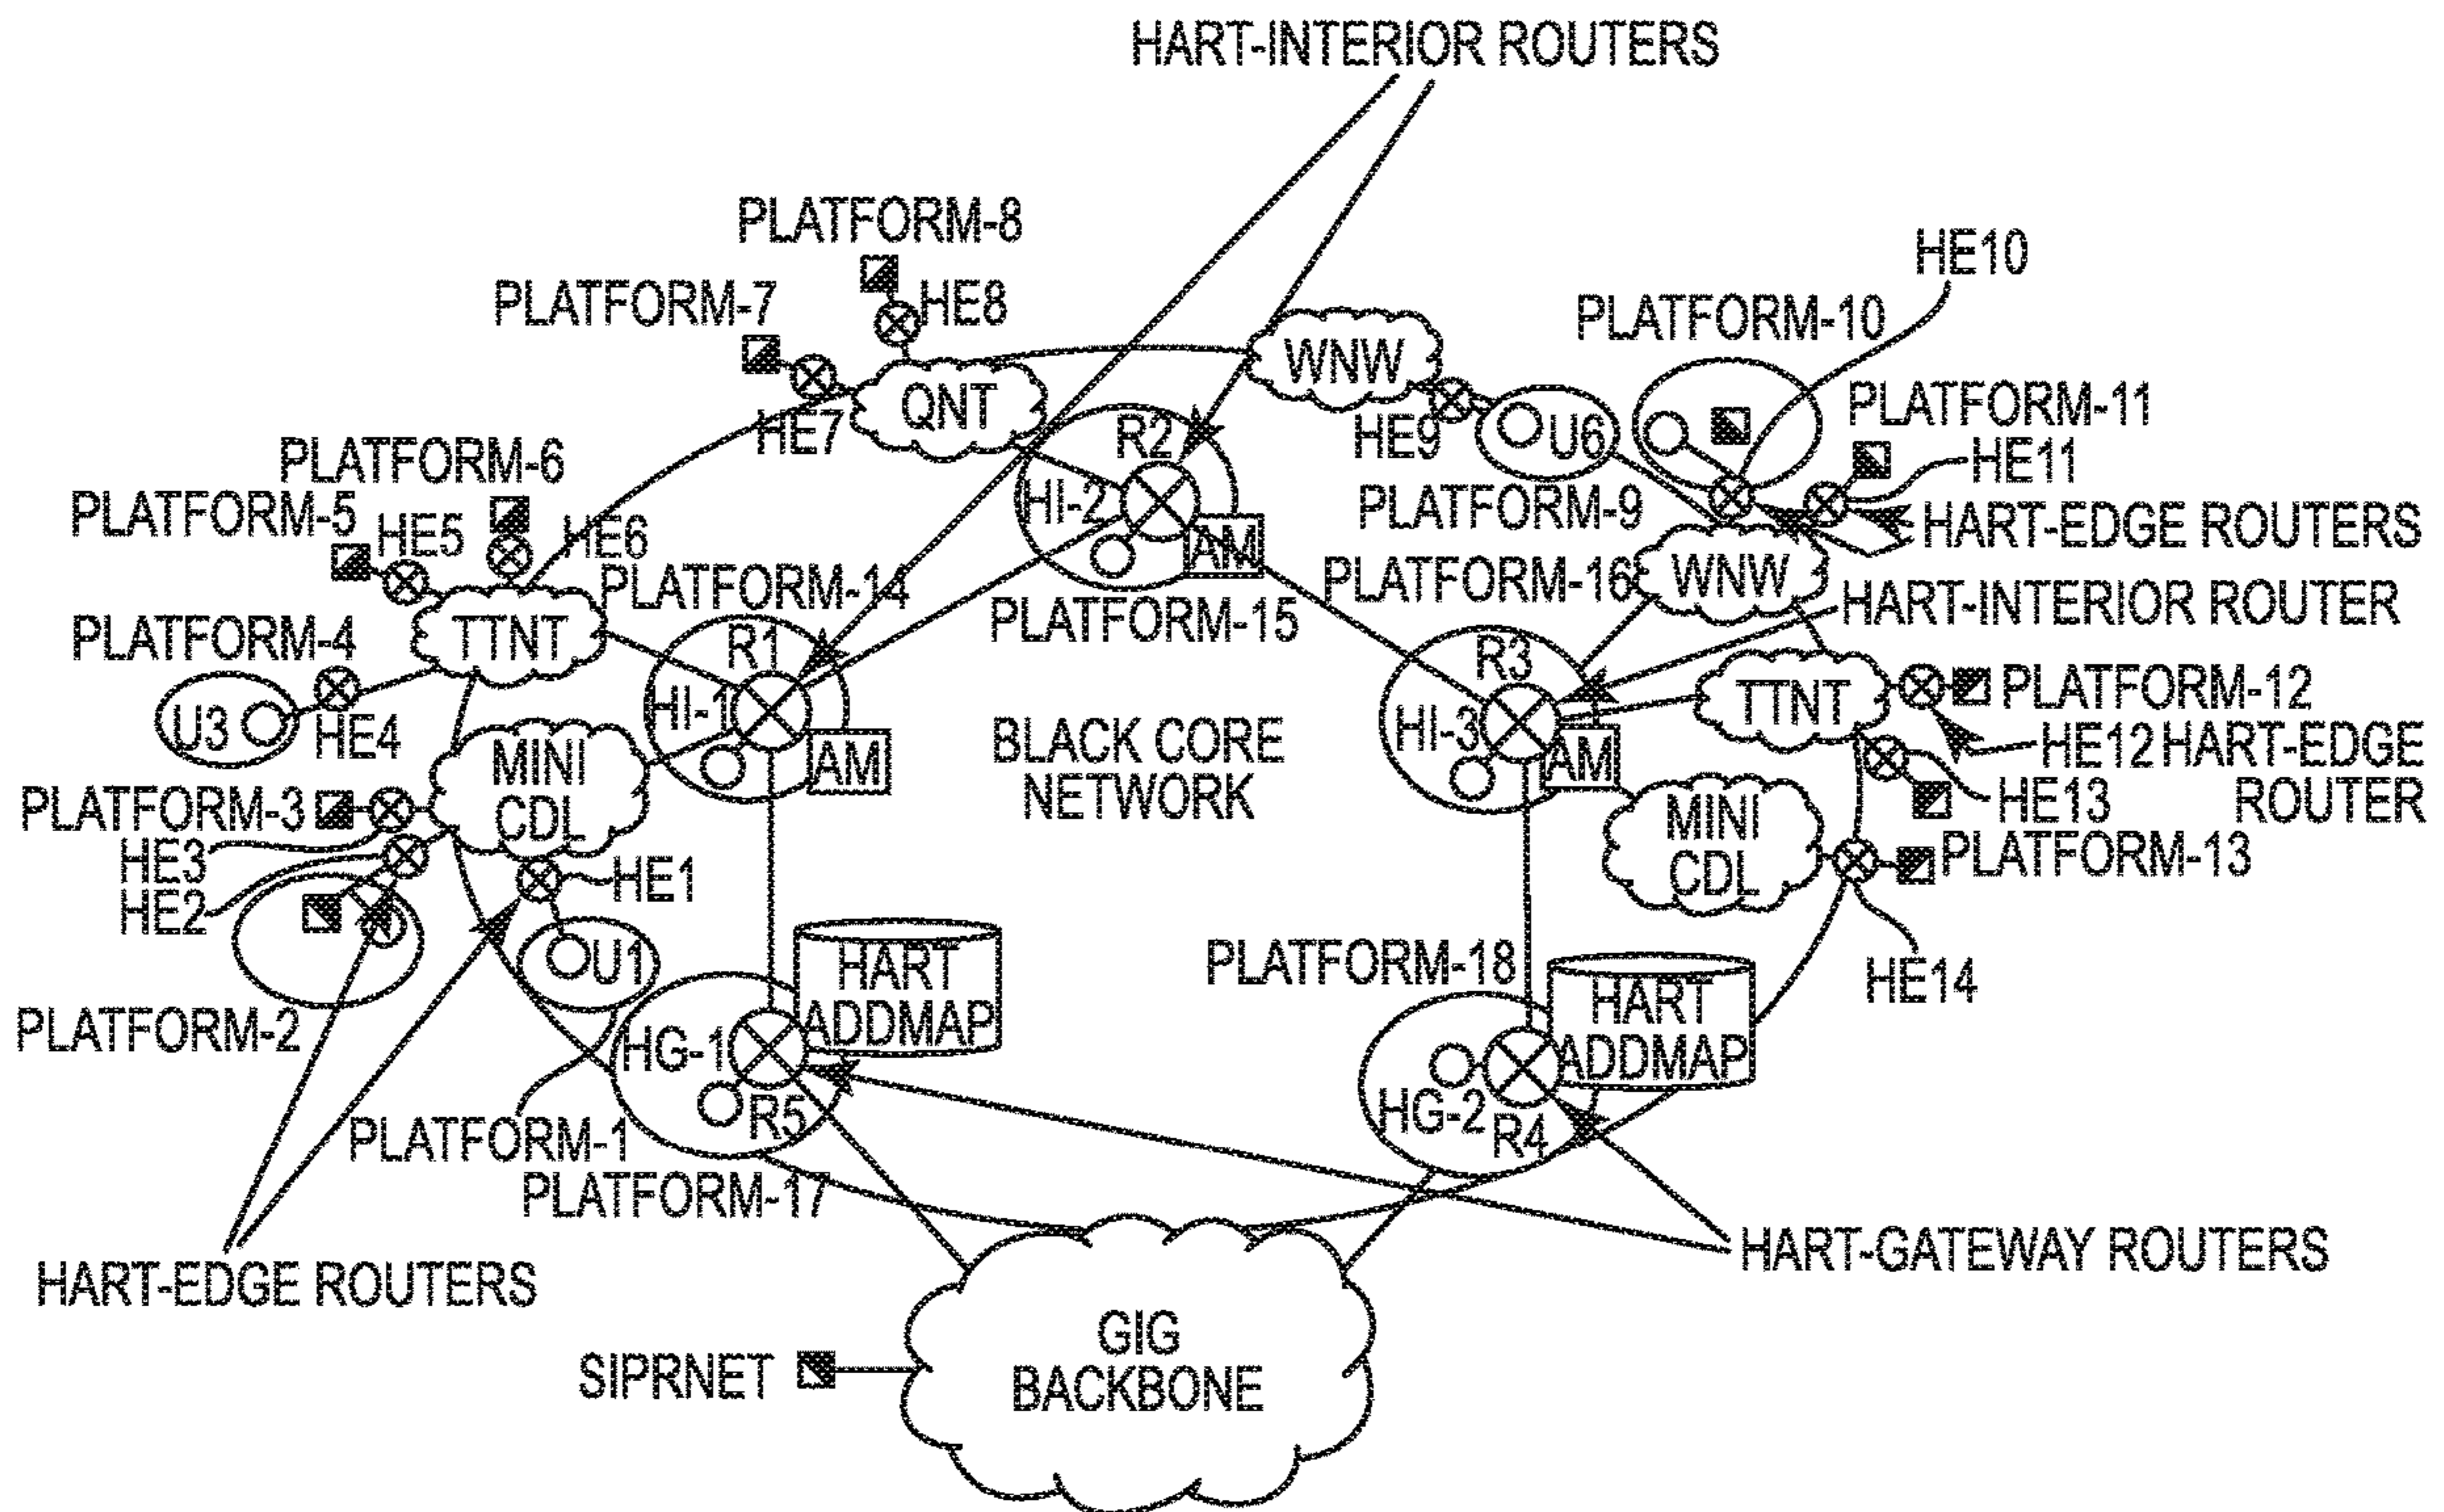 HART-INTERIOR ROUTERS
PLATFORM-8
HE8
PLATFORM-7
HE7
QNT
WNW
HE9
U6
PLATFORM-9
PLATFORM-10
HE10
PLATFORM-11
HE11
HART-EDGE ROUTERS
PLATFORM-6
HE6
PLATFORM-5
HE5
TTNT
PLATFORM-4
U3
HE4
PLATFORM-14
R1
HI-1
AM
R2
HI-2
AM
PLATFORM-15
PLATFORM-16
WNW
HART-INTERIOR ROUTER
R3
HI-3
AM
TTNT
PLATFORM-12
HE12 HART-EDGE
ROUTER
HE13
PLATFORM-13
MINI
CDL
HE14
BLACK CORE
NETWORK
MINI
CDL
PLATFORM-3
HE3
HE2
HE1
U1
PLATFORM-2
PLATFORM-1
HART
ADDMAP
HG-1
R5
PLATFORM-17
PLATFORM-18
HART
ADDMAP
HG-2
R4
HART-EDGE ROUTERS
HART-GATEWAY ROUTERS
GIG
BACKBONE
SIPRNET